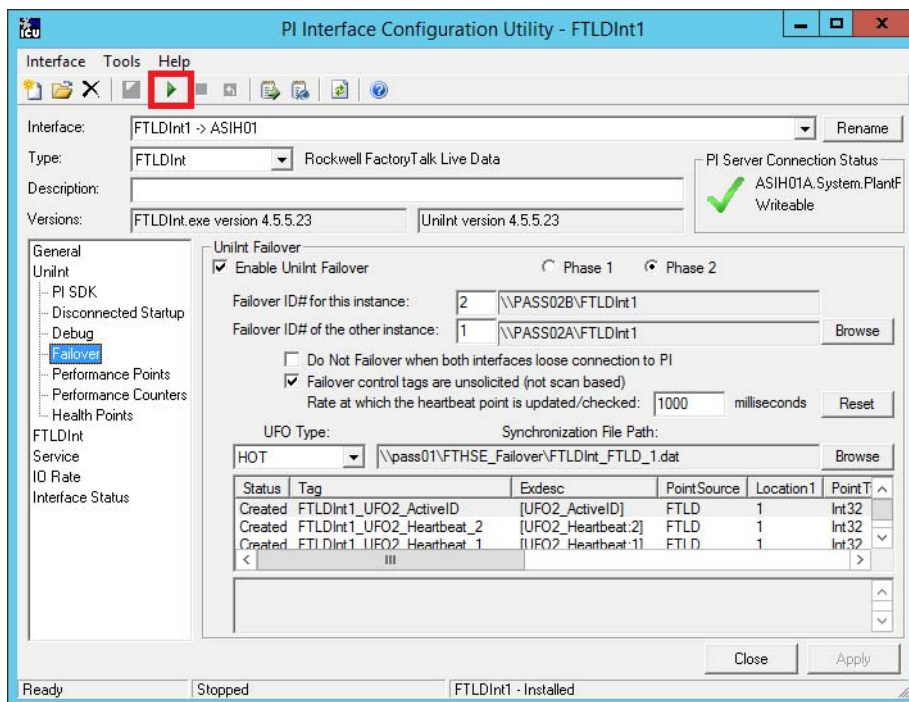 PI Interface Configuration Utility - FTLDInt1
Interface Tools Help
Interface: FTLDInt1 -> ASIH01 Rename
Type: FTLDInt Rockwell FactoryTalk Live Data
PI Server Connection Status
ASIH01A.System.PlantF
Writeable
Description:
Versions: FTLDInt.exe version 4.5.5.23 UniInt version 4.5.5.23
General
UniInt
PI SDK
Disconnected Startup
Debug
Failover
Performance Points
Performance Counters
Health Points
FTLDInt
Service
IO Rate
Interface Status
UniInt Failover
Enable UniInt Failover Phase 1 Phase 2
Failover ID# for this instance: 2 \\PASS02B\FTLDInt1
Failover ID# of the other instance: 1 \\PASS02A\FTLDInt1 Browse
Do Not Failover when both interfaces loose connection to PI
Failover control tags are unsolicited (not scan based)
Rate at which the heartbeat point is updated/checked: 1000 milliseconds Reset
UFO Type: Synchronization File Path:
HOT \\pass01\FTHSE_Failover\FTLDInt_FTLD_1.dat Browse
Status Tag Exdesc PointSource Location1 PointT
Created FTLDInt1_UFO2_ActiveID [UFO2_ActiveID] FTLD 1 Int32
Created FTLDInt1_UFO2_Heartbeat_2 [UFO2_Heartbeat:2] FTLD 1 Int32
Created FTLDInt1_UFO2_Heartbeat_1 [UFO2_Heartbeat:1] FTLD 1 Int32
Close Apply
Ready Stopped FTLDInt1 - Installed